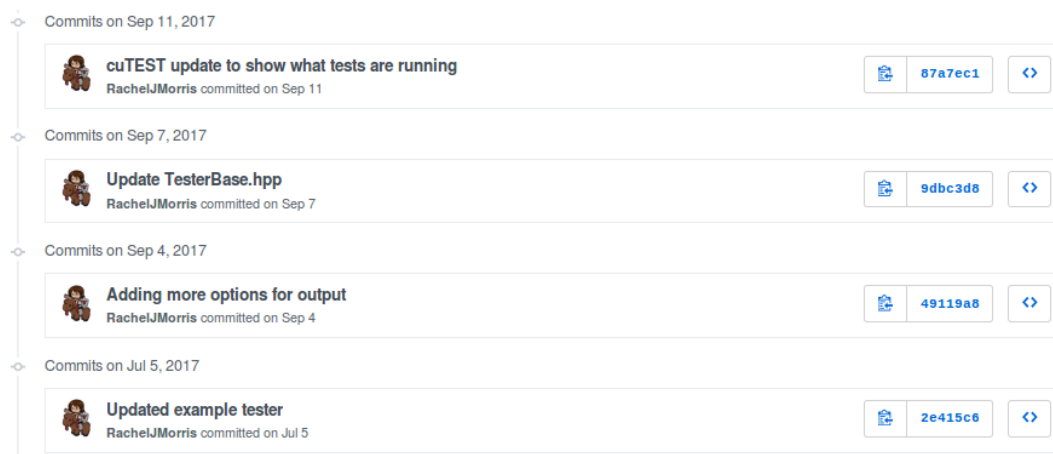 Commits on Sep 11, 2017
cuTEST update to show what tests are running
RachelJMorris committed on Sep 11
87a7ec1
Commits on Sep 7, 2017
Update TesterBase.hpp
RachelJMorris committed on Sep 7
9dbc3d8
Commits on Sep 4, 2017
Adding more options for output
RachelJMorris committed on Sep 4
49119a8
Commits on Jul 5, 2017
Updated example tester
RachelJMorris committed on Jul 5
2e415c6